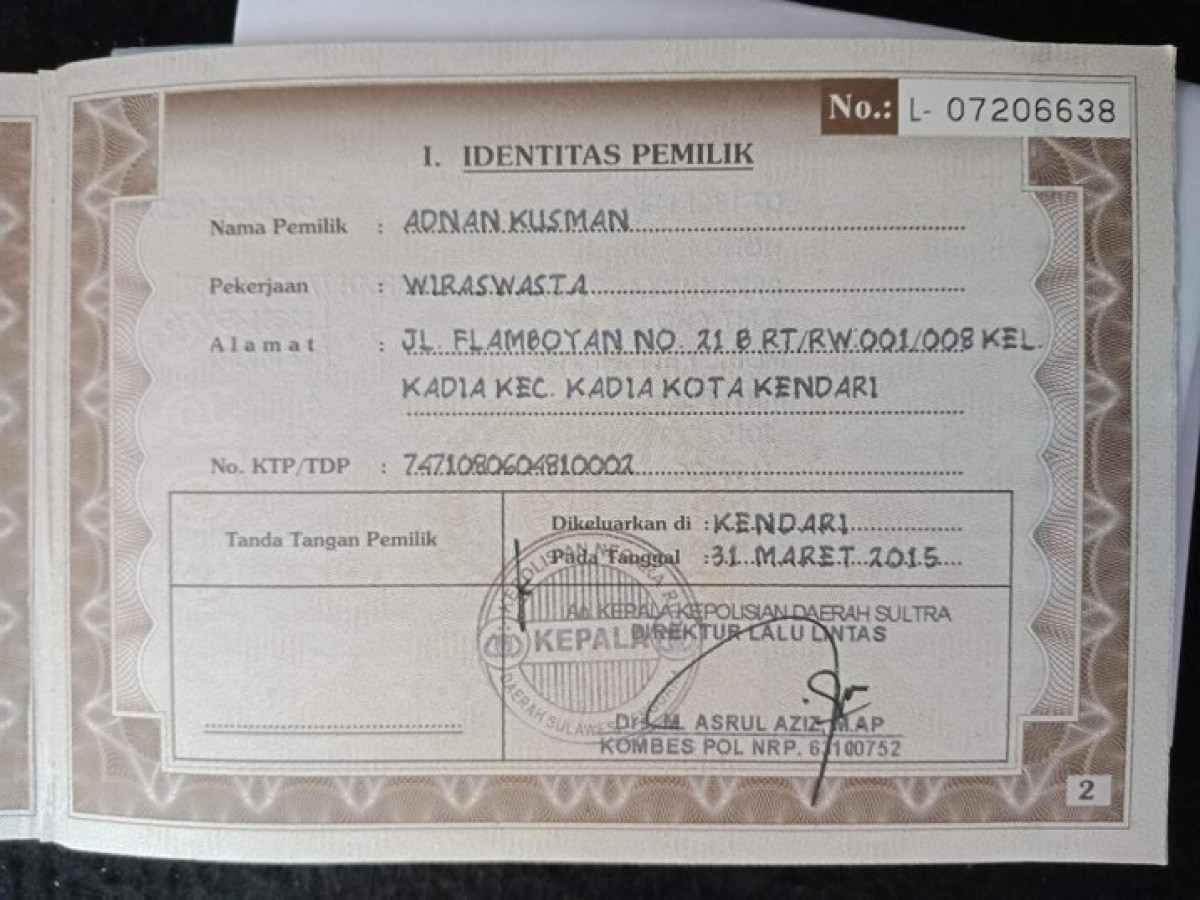 No.: L- 07206638
I. IDENTITAS PEMILIK
Nama Pemilik : ADNAN KUSMAN
Pekerjaan : WIRASWASTA
Alamat : JL. FLAMBOYAN NO. 21 B RT/RW.001/008 KEL.
KADIA KEC. KADIA KOTA KENDARI
No. KTP/TDP : 7471080604810002
Tanda Tangan Pemilik
Dikeluarkan di : KENDARI
Pada Tanggal : 31 MARET 2015
An. KEPALA KEPOLISIAN DAERAH SULTRA
DIREKTUR LALU LINTAS
KEPALA
Drs. M. ASRUL AZIZ, M.AP
KOMBES POL NRP. 63100752
2